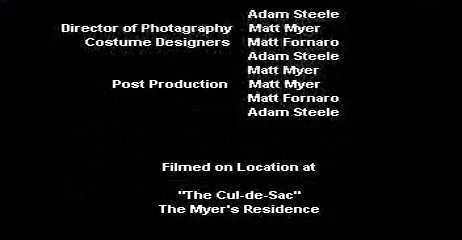 Adam Steele
Director of Photagraphy Matt Myer
Costume Designers Matt Fornaro
Adam Steele
Matt Myer
Post Production Matt Myer
Matt Fornaro
Adam Steele
Filmed on Location at
"The Cul-de-Sac"
The Myer's Residence